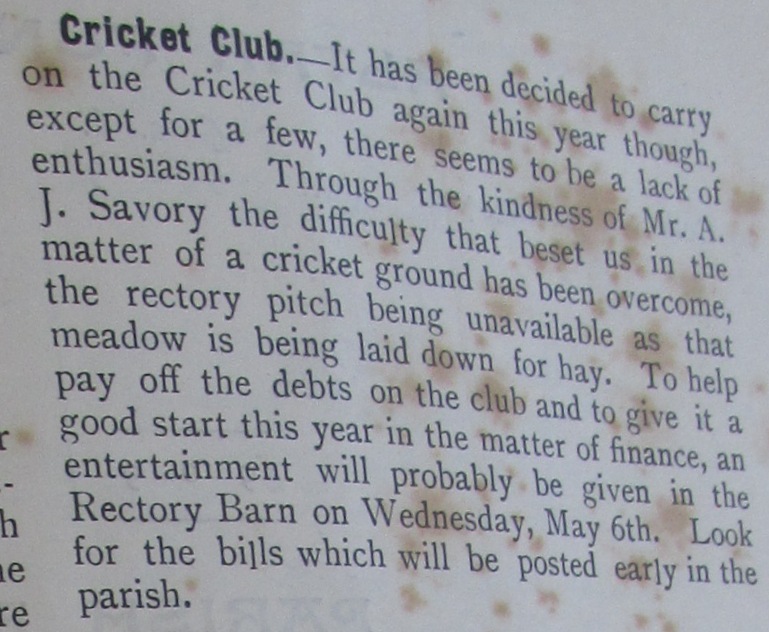 Cricket Club.—It has been decided to carry
on the Cricket Club again this year though,
except for a few, there seems to be a lack of
enthusiasm. Through the kindness of Mr. A.
J. Savory the difficulty that beset us in the
matter of a cricket ground has been overcome,
the rectory pitch being unavailable as that
meadow is being laid down for hay. To help
pay off the debts on the club and to give it a
good start this year in the matter of finance, an
entertainment will probably be given in the
Rectory Barn on Wednesday, May 6th. Look
for the bills which will be posted early in the
parish.